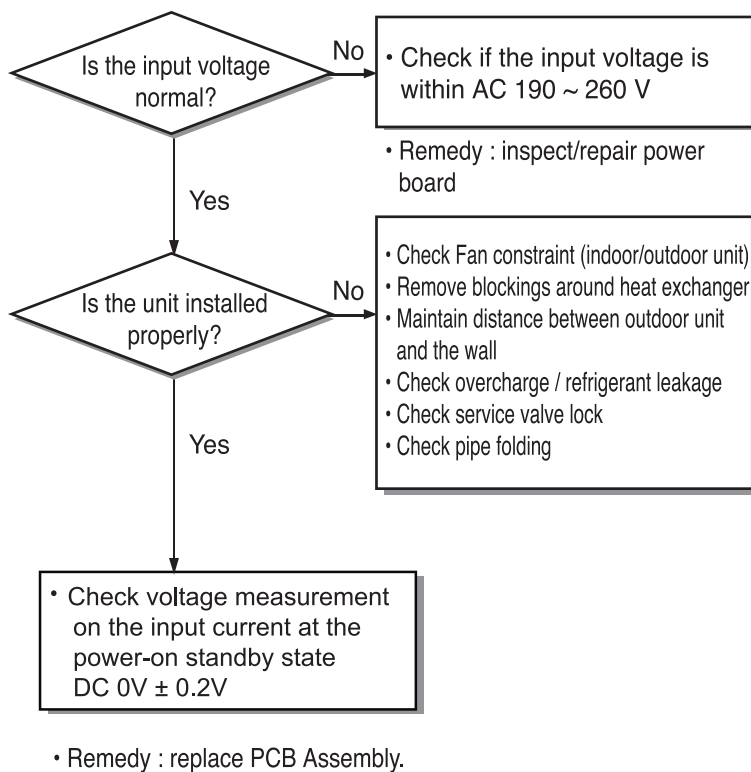 Is the input voltage
normal?
No
• Check if the input voltage is
within AC 190 ~ 260 V
• Remedy : inspect/repair power
board
Yes
Is the unit installed
properly?
No
• Check Fan constraint (indoor/outdoor unit)
• Remove blockings around heat exchanger
• Maintain distance between outdoor unit
and the wall
• Check overcharge / refrigerant leakage
• Check service valve lock
• Check pipe folding
Yes
• Check voltage measurement
on the input current at the
power-on standby state
DC 0V ± 0.2V
• Remedy : replace PCB Assembly.